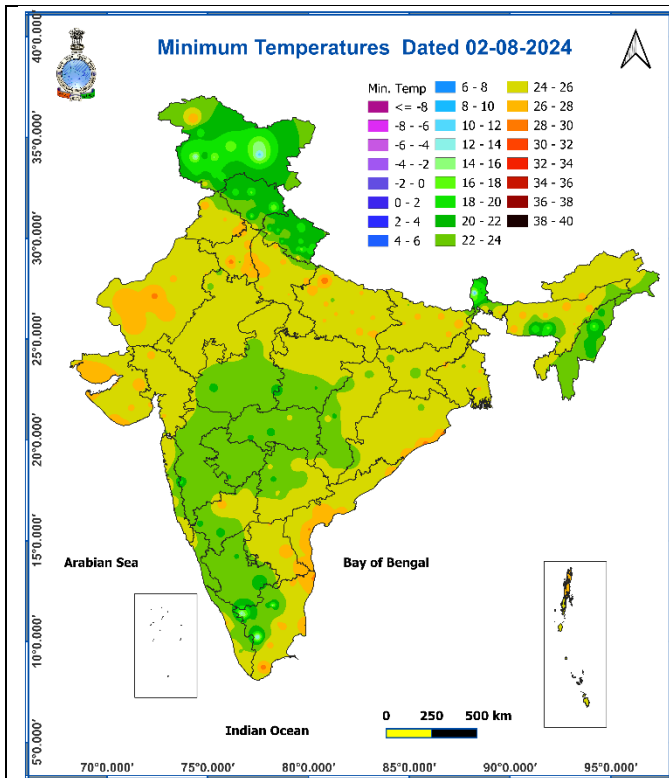 Minimum Temperatures Dated 02-08-2024
Min. Temp
<= -8
-8 - -6
-6 - -4
-4 - -2
-2 - 0
0 - 2
2 - 4
4 - 6
6 - 8
8 - 10
10 - 12
12 - 14
14 - 16
16 - 18
18 - 20
20 - 22
22 - 24
24 - 26
26 - 28
28 - 30
30 - 32
32 - 34
34 - 36
36 - 38
38 - 40
40°0.000'
35°0.000'
30°0.000'
25°0.000'
20°0.000'
15°0.000'
10°0.000'
5°0.000'
Arabian Sea
Bay of Bengal
Indian Ocean
0 250 500 km
70°0.000' 75°0.000' 80°0.000' 85°0.000' 90°0.000' 95°0.000'